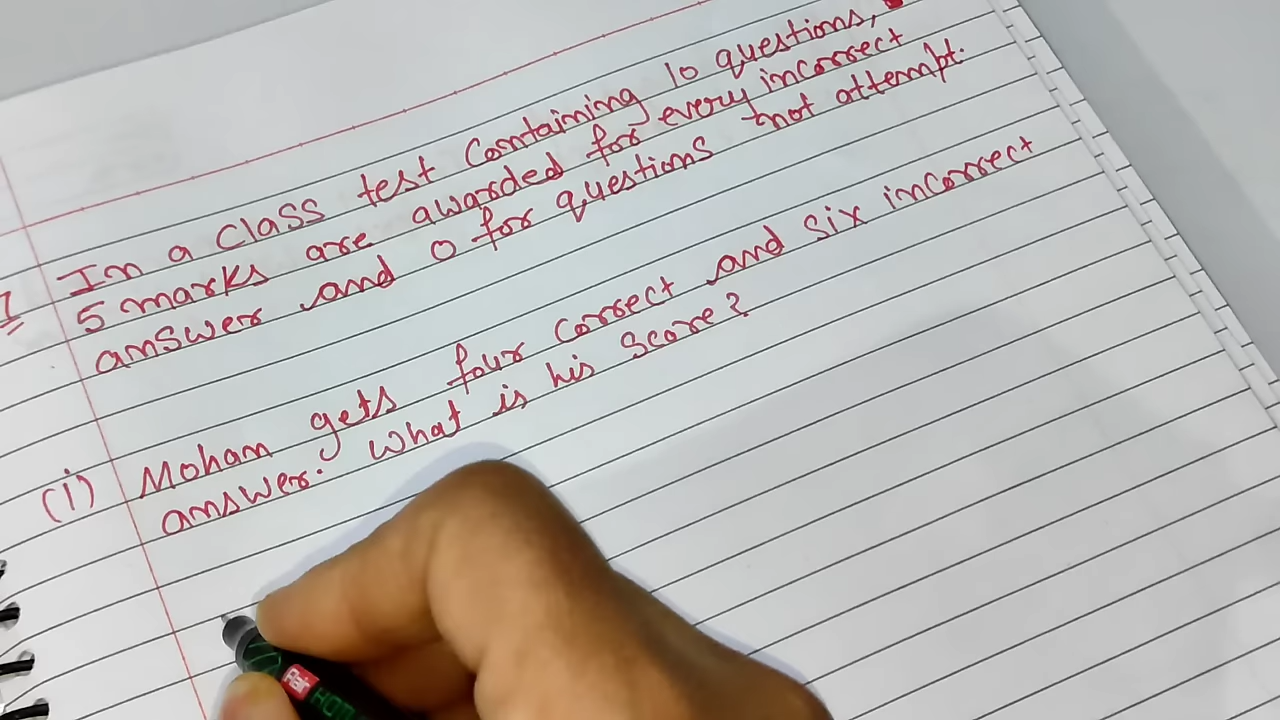 In a class test containing 10 questions,
5 marks are awarded for every incorrect
answer and 0 for questions not attempt.
(i) Mohan gets four correct and six incorrect
answer. What is his score?
Flair